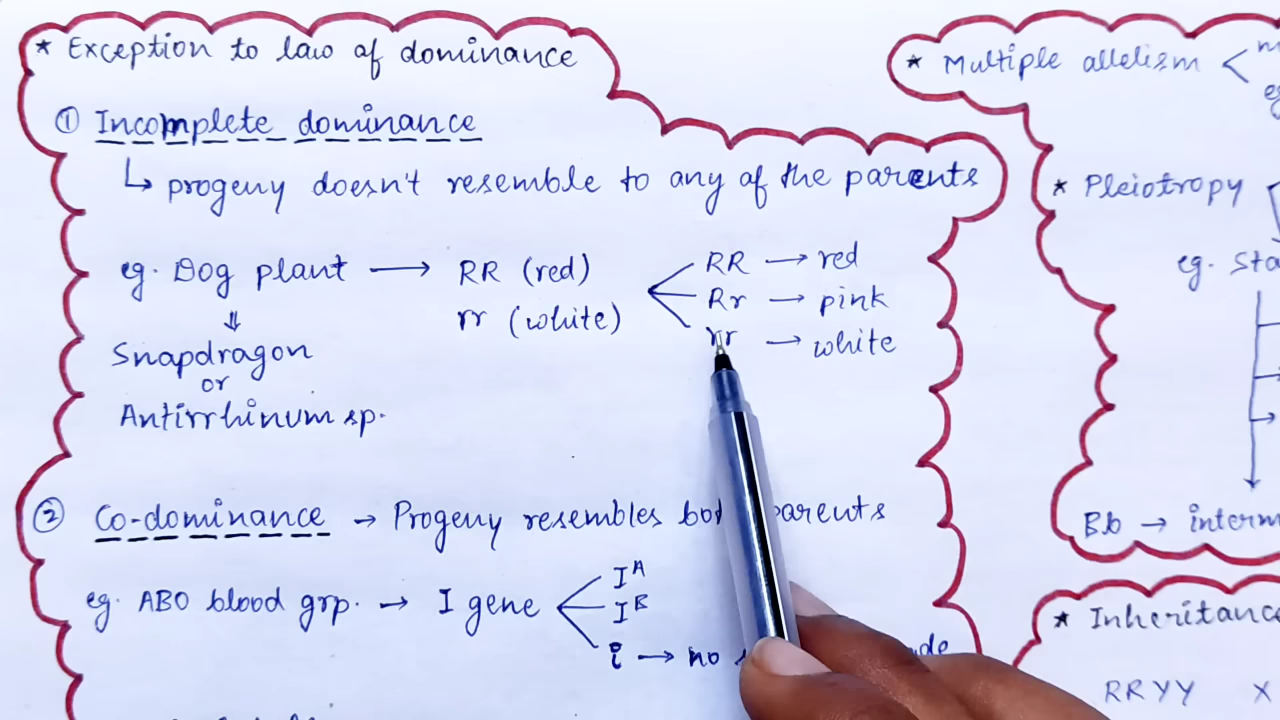 * Exception to law of dominance
① Incomplete dominance
↳ progeny doesn't resemble to any of the parents
eg. Dog plant → RR (red)
rr (white)
RR → red
Rr → pink
rr → white
⇓
Snapdragon
or
Antirrhinum sp.
② Co-dominance → Progeny resembles parents
eg. ABO blood grp. → I gene
I^A
I^B
i → no
* Multiple allelism
* Pleiotropy
eg.
Bb →
* Inheritance
RRYY X